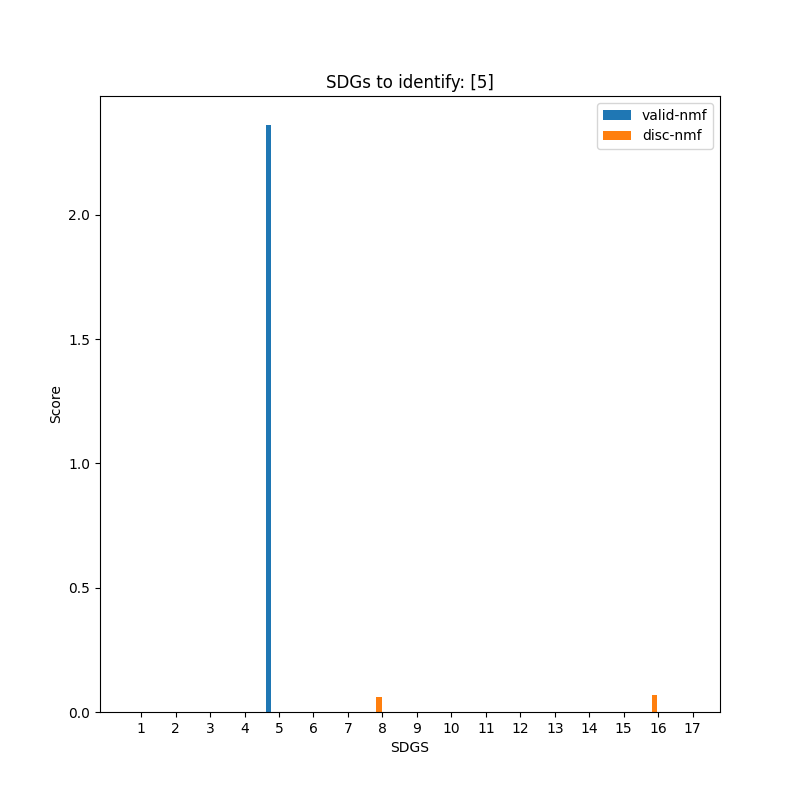 SDGs to identify: [5]
valid-nmf
disc-nmf
2.0
1.5
1.0
0.5
0.0
Score
1 2 3 4 5 6 7 8 9 10 11 12 13 14 15 16 17
SDGS